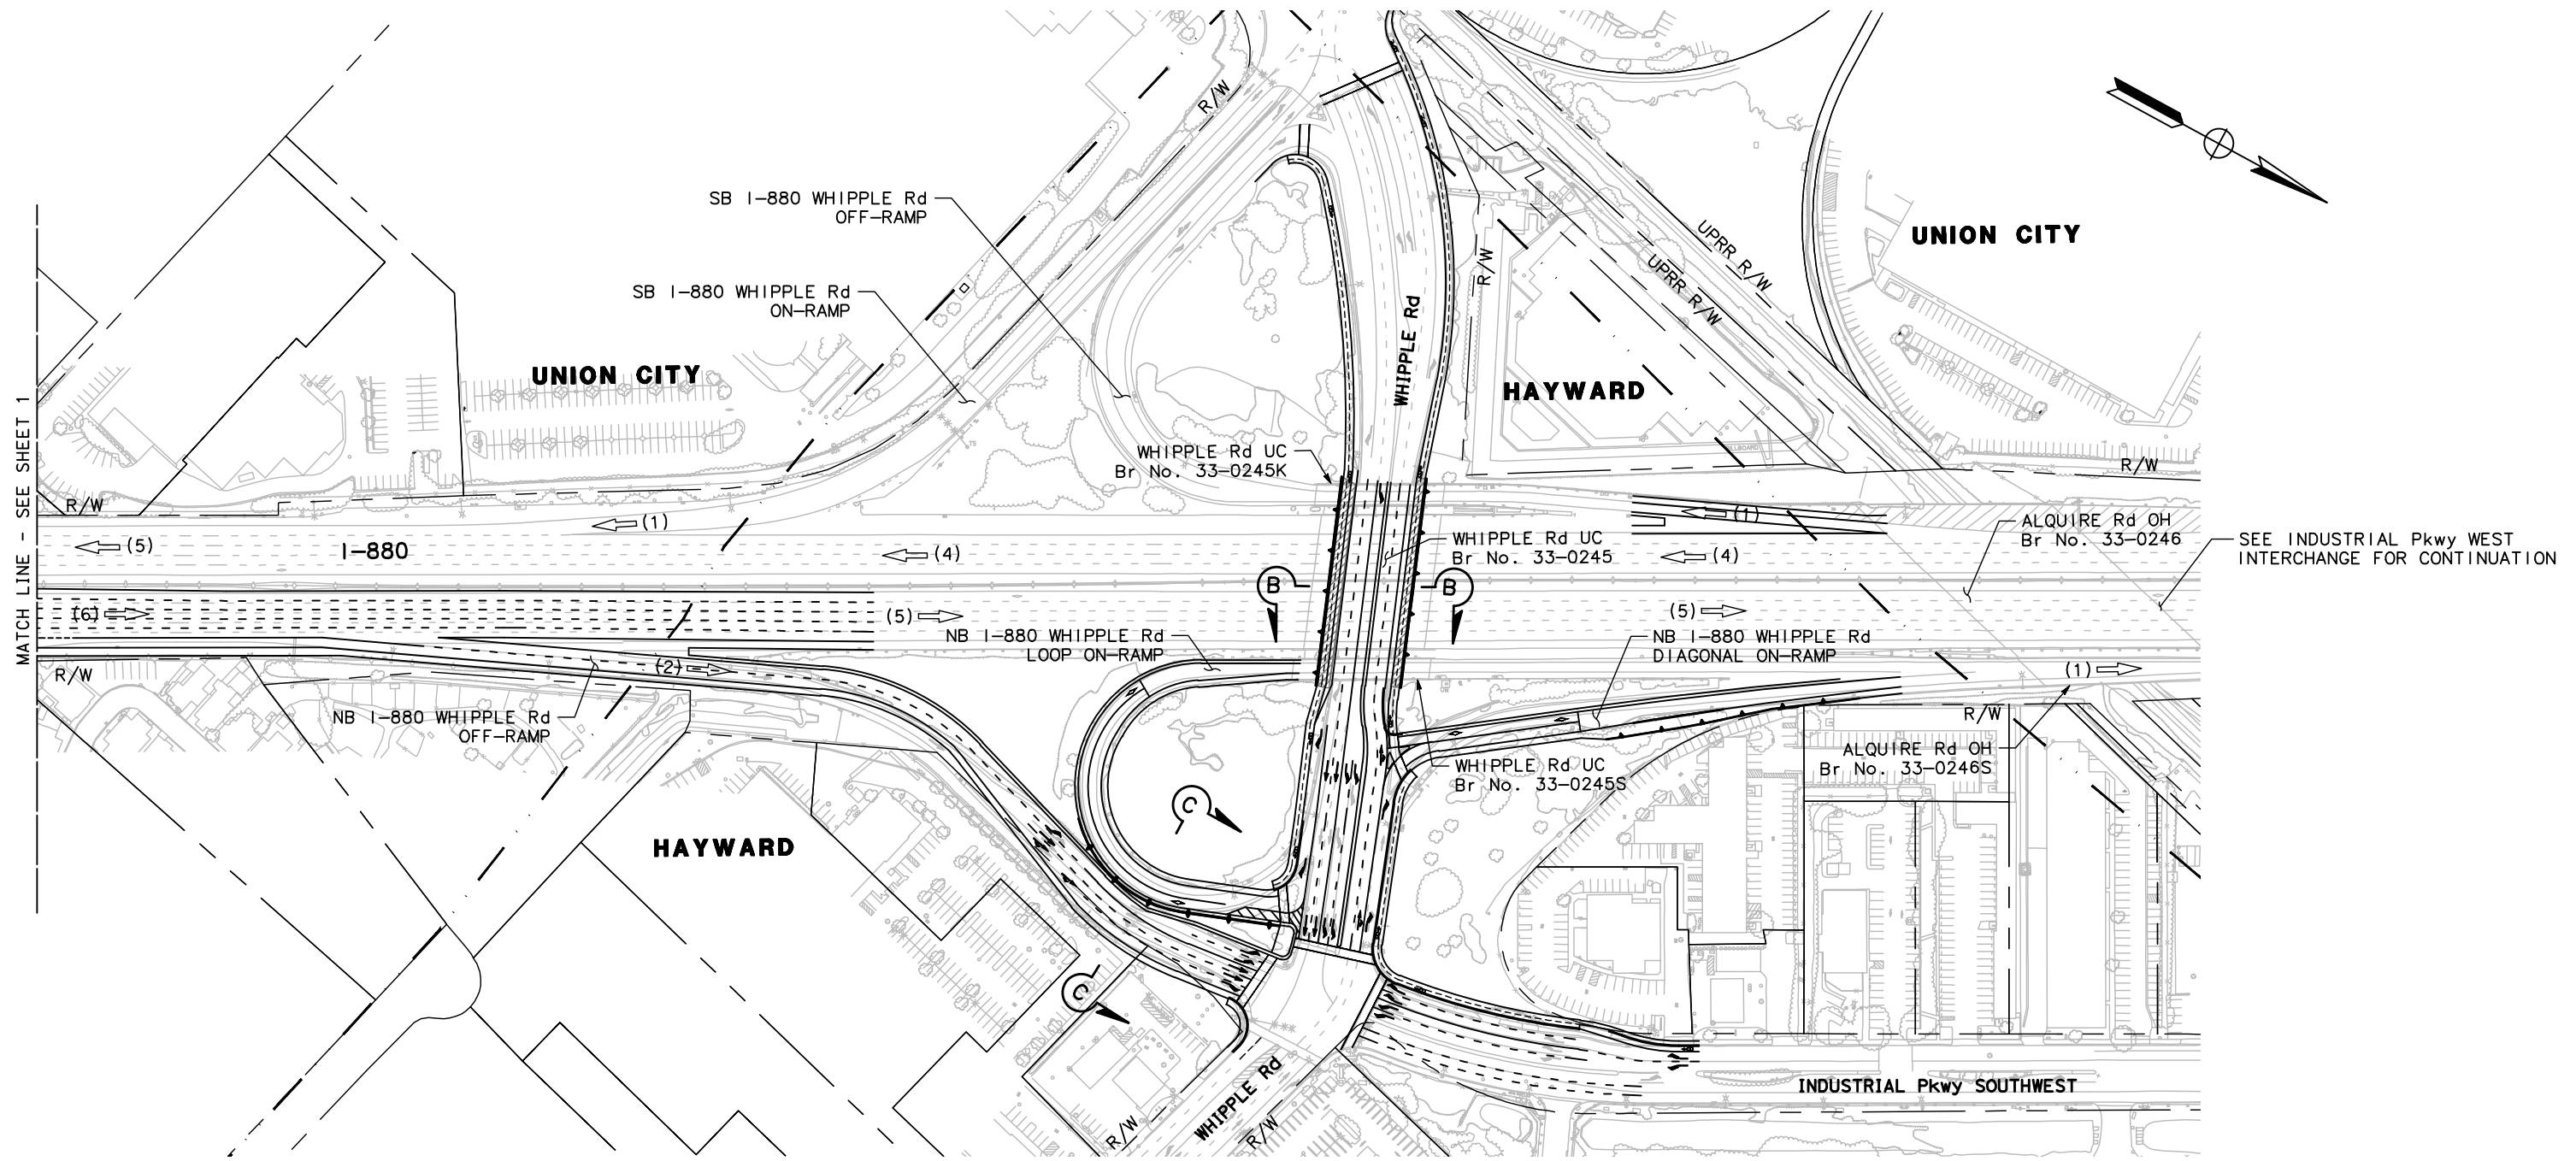 R/W
SB I-880 WHIPPLE Rd
OFF-RAMP
SB I-880 WHIPPLE Rd
ON-RAMP
UNION CITY
UNION CITY
UPRR R/W
UPRR R/W
R/W
WHIPPLE Rd
HAYWARD
MATCH LINE - SEE SHEET 1
WHIPPLE Rd UC
Br No. 33-0245K
R/W
R/W
(1)
(1)
(5)
I-880
(4)
WHIPPLE Rd UC
Br No. 33-0245
(4)
ALQUIRE Rd OH
Br No. 33-0246
SEE INDUSTRIAL Pkwy WEST
INTERCHANGE FOR CONTINUATION
B
B
(6)
(5)
(5)
NB I-880 WHIPPLE Rd
LOOP ON-RAMP
NB I-880 WHIPPLE Rd
DIAGONAL ON-RAMP
(2)
(1)
R/W
NB I-880 WHIPPLE Rd
OFF-RAMP
R/W
ALQUIRE Rd OH
Br No. 33-0246S
WHIPPLE Rd UC
Br No. 33-0245S
C
HAYWARD
C
INDUSTRIAL Pkwy SOUTHWEST
WHIPPLE Rd
R/W
R/W